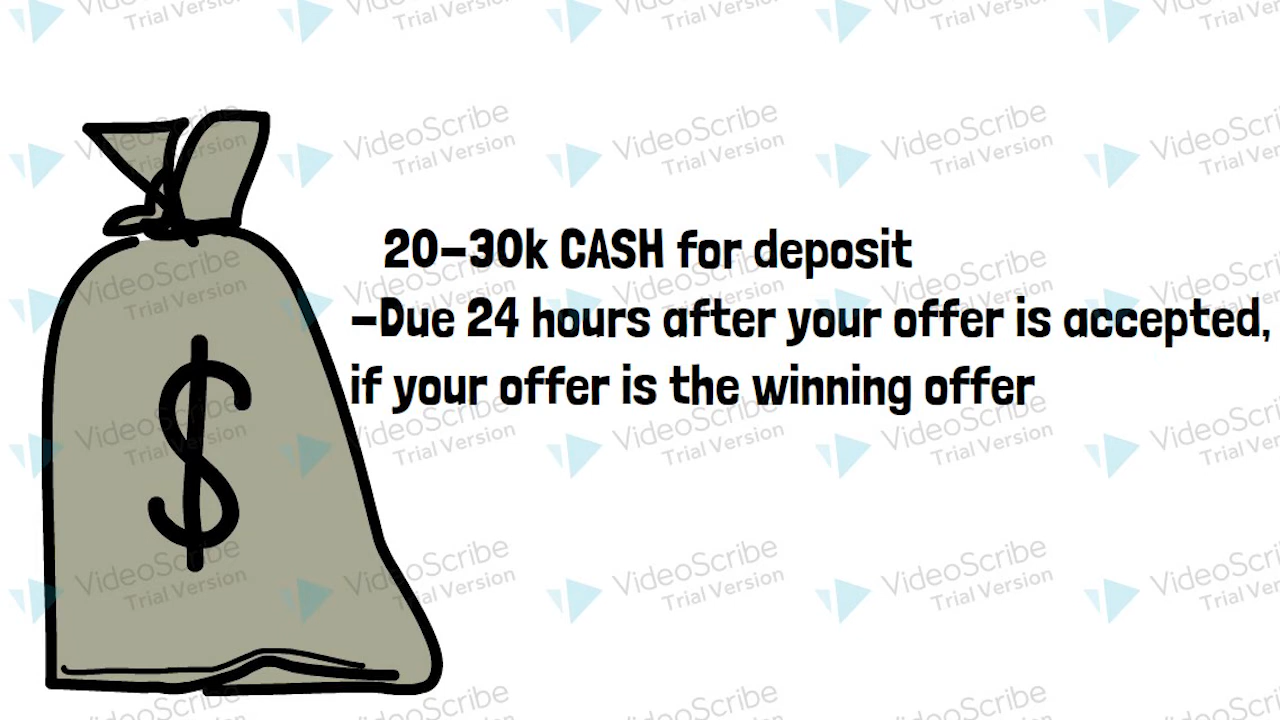 20-30k CASH for deposit
-Due 24 hours after your offer is accepted,
if your offer is the winning offer
$
VideoScribe
Trial Version